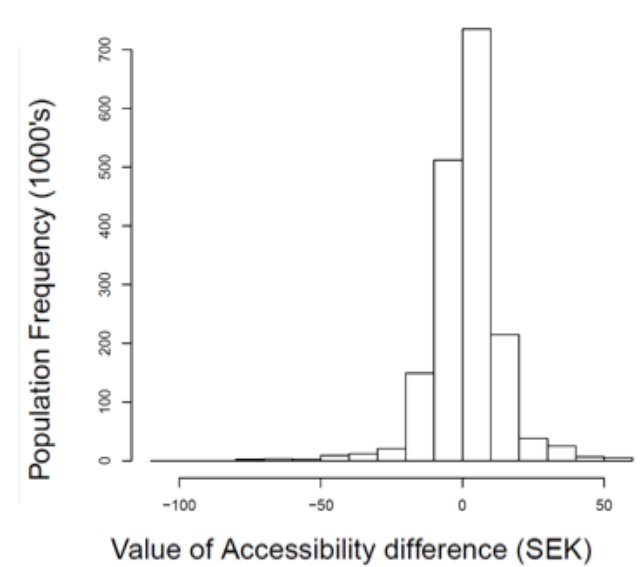 Population Frequency (1000's)
700
600
500
400
300
200
100
0
−100 −50 0 50
Value of Accessibility difference (SEK)